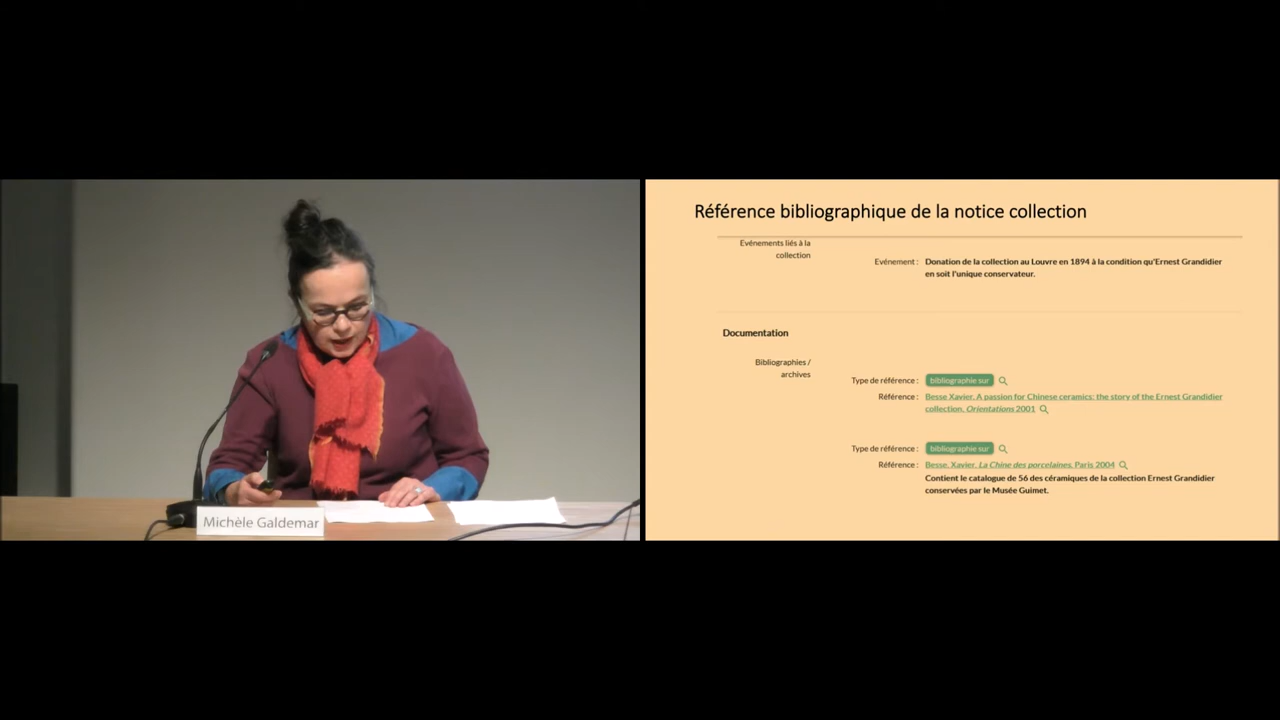 Michèle Galdemar
Référence bibliographique de la notice collection
Evénements liés à la
collection
Evénement : Donation de la collection au Louvre en 1894 à la condition qu'Ernest Grandidier
en soit l'unique conservateur.
Documentation
Bibliographies /
archives
Type de référence : bibliographie sur
Référence : Besse Xavier, A passion for Chinese ceramics: the story of the Ernest Grandidier
collection, Orientations 2001
Type de référence : bibliographie sur
Référence : Besse, Xavier, La Chine des porcelaines, Paris 2004
Contient le catalogue de 56 des céramiques de la collection Ernest Grandidier
conservées par le Musée Guimet.